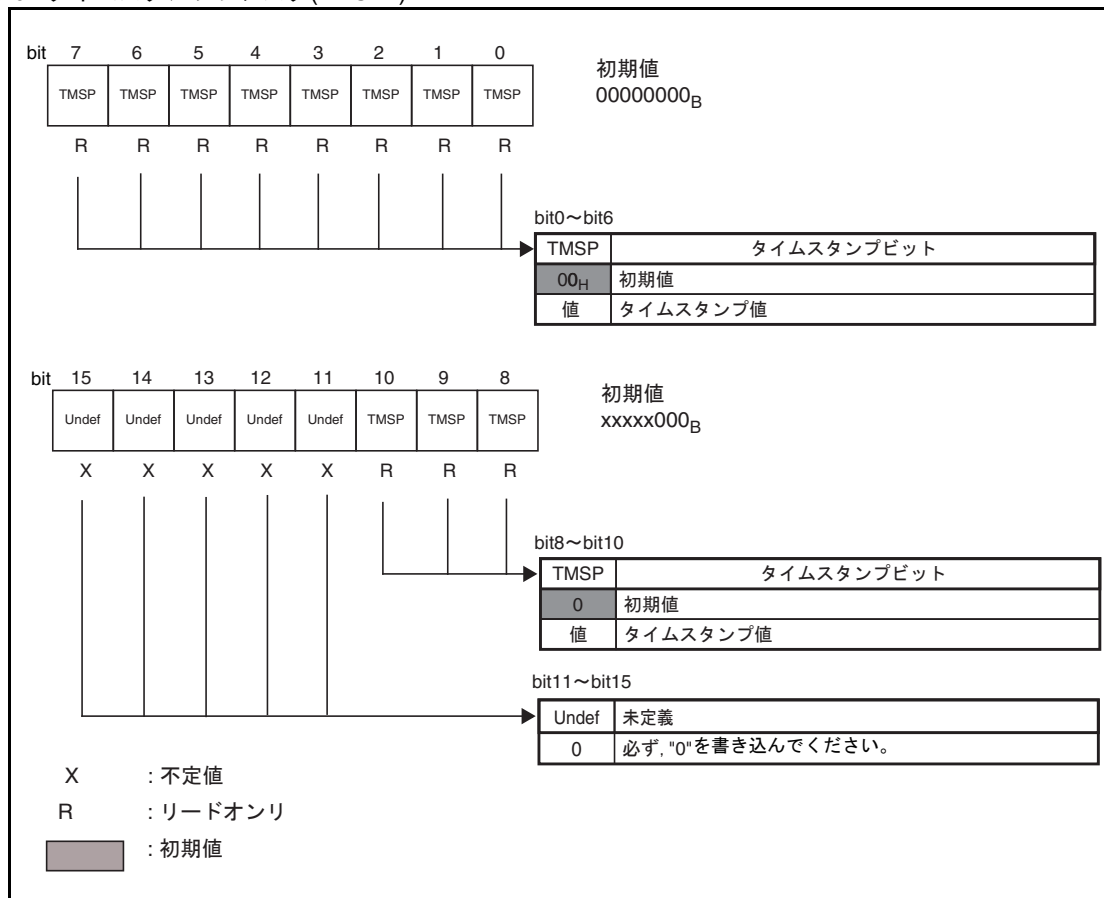 bit 7 6 5 4 3 2 1 0
初期値
TMSP TMSP TMSP TMSP TMSP TMSP TMSP TMSP
00000000B
R R R R R R R R
bit0～bit6
TMSP タイムスタンプビット
00H 初期値
値 タイムスタンプ値
bit 15 14 13 12 11 10 9 8
初期値
Undef Undef Undef Undef Undef TMSP TMSP TMSP
xxxxx000B
X X X X X R R R
bit8～bit10
TMSP タイムスタンプビット
0 初期値
値 タイムスタンプ値
bit11～bit15
Undef 未定義
0 必ず, "0"を書き込んでください。
X : 不定値
R : リードオンリ
: 初期値